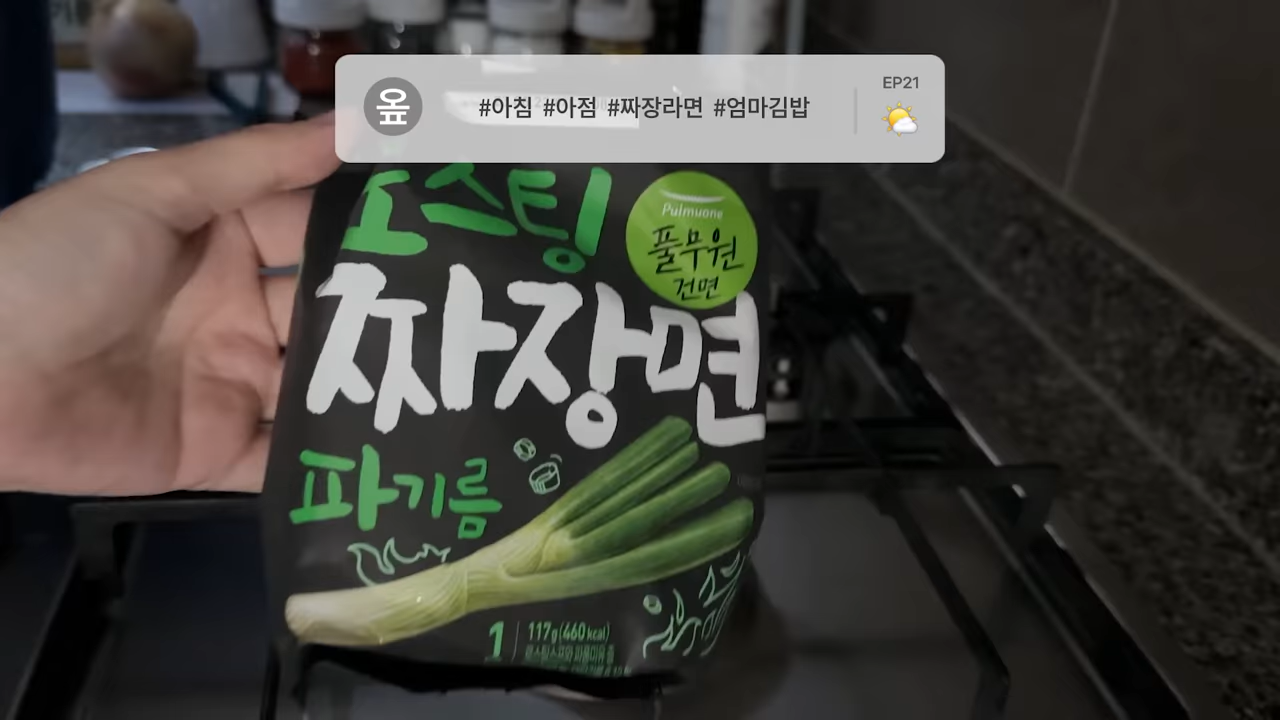 EP21
옾
#아침 #아점 #짜장라면 #엄마김밥
로스팅
Pulmuone
풀무원
건면
짜장면
파기름
1
117g(460 kcal)